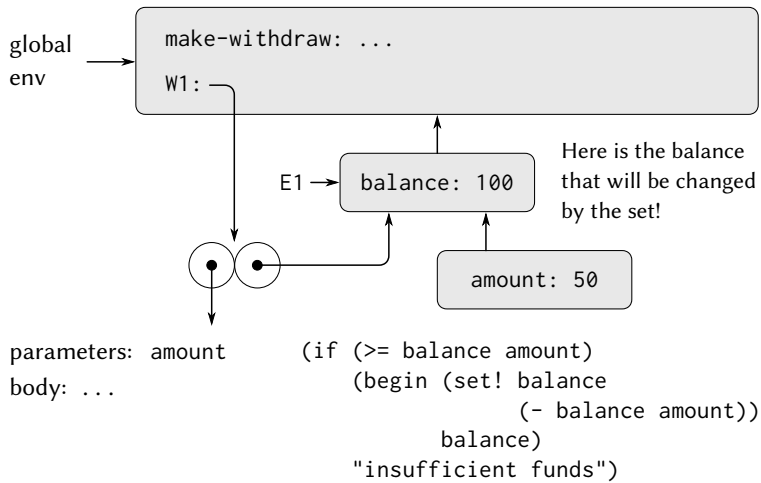 global
env
make-withdraw: ...
W1:
E1
balance: 100
Here is the balance
that will be changed
by the set!
amount: 50
parameters: amount
body: ...
(if (>= balance amount)
(begin (set! balance
(- balance amount))
balance)
"insufficient funds")